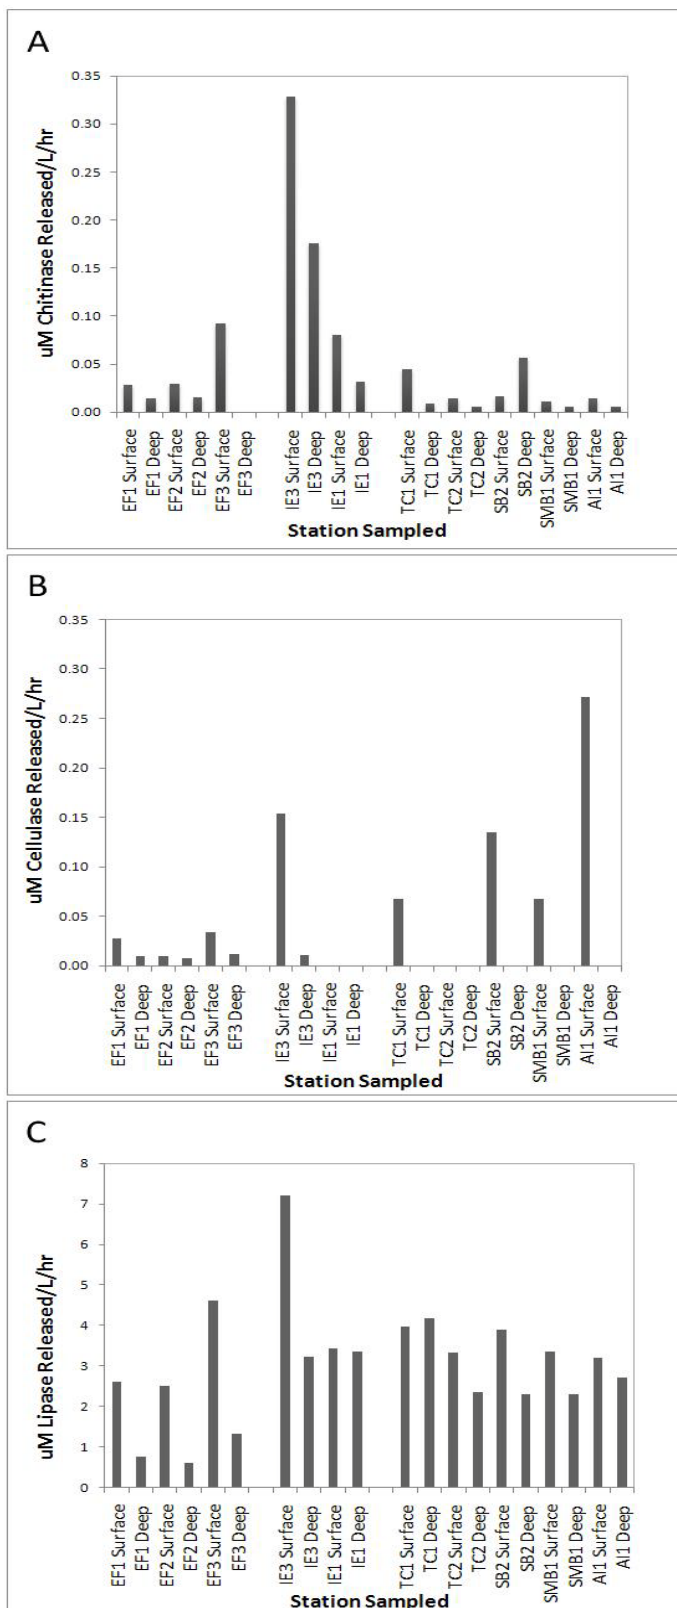 A
uM Chitinase Released/L/hr
0.35
0.30
0.25
0.20
0.15
0.10
0.05
0.00
EF1 Surface
EF1 Deep
EF2 Surface
EF2 Deep
EF3 Surface
EF3 Deep
IE3 Surface
IE3 Deep
IE1 Surface
IE1 Deep
TC1 Surface
TC1 Deep
TC2 Surface
TC2 Deep
SB2 Surface
SB2 Deep
SMB1 Surface
SMB1 Deep
AI1 Surface
AI1 Deep
Station Sampled
B
uM Cellulase Released/L/hr
0.35
0.30
0.25
0.20
0.15
0.10
0.05
0.00
EF1 Surface
EF1 Deep
EF2 Surface
EF2 Deep
EF3 Surface
EF3 Deep
IE3 Surface
IE3 Deep
IE1 Surface
IE1 Deep
TC1 Surface
TC1 Deep
TC2 Surface
TC2 Deep
SB2 Surface
SB2 Deep
SMB1 Surface
SMB1 Deep
AI1 Surface
AI1 Deep
Station Sampled
C
uM Lipase Released/L/hr
8
7
6
5
4
3
2
1
0
EF1 Surface
EF1 Deep
EF2 Surface
EF2 Deep
EF3 Surface
EF3 Deep
IE3 Surface
IE3 Deep
IE1 Surface
IE1 Deep
TC1 Surface
TC1 Deep
TC2 Surface
TC2 Deep
SB2 Surface
SB2 Deep
SMB1 Surface
SMB1 Deep
AI1 Surface
AI1 Deep
Station Sampled